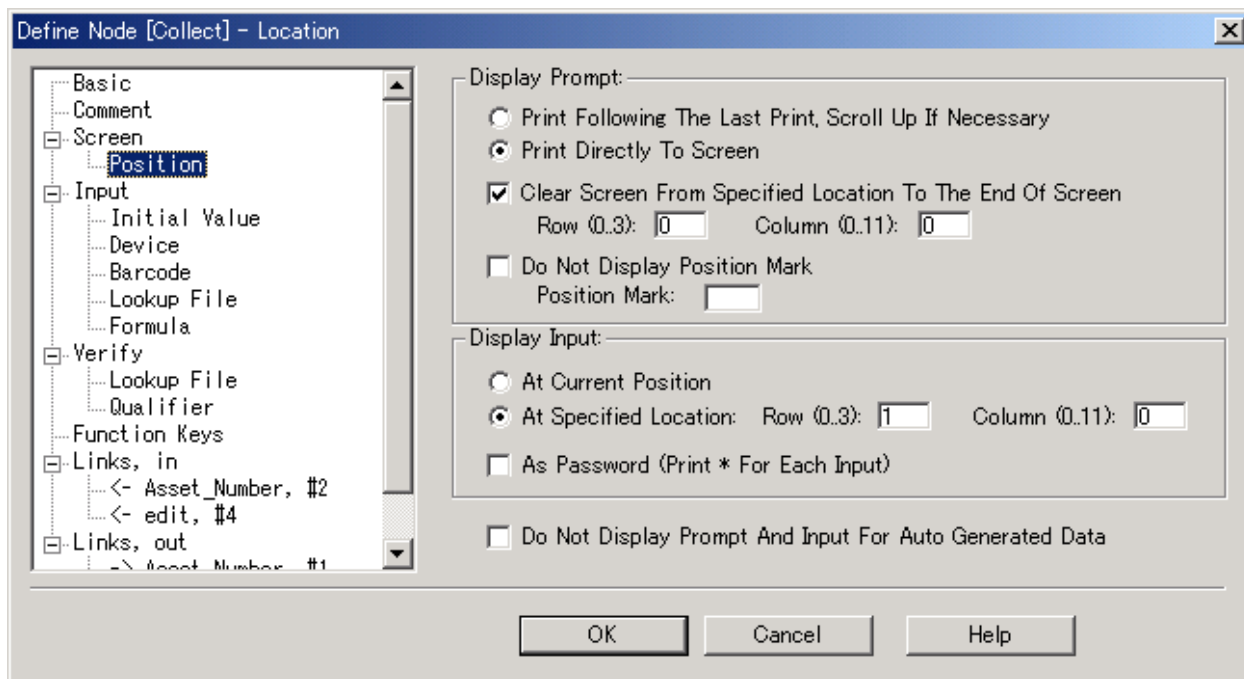 Define Node [Collect] - Location
Basic
Comment
Screen
Position
Input
Initial Value
Device
Barcode
Lookup File
Formula
Verify
Lookup File
Qualifier
Function Keys
Links, in
<- Asset_Number, #2
<- edit, #4
Links, out
-> Asset_Number, #1
Display Prompt:
Print Following The Last Print, Scroll Up If Necessary
Print Directly To Screen
Clear Screen From Specified Location To The End Of Screen
Row (0..3): 0 Column (0..11): 0
Do Not Display Position Mark
Position Mark:
Display Input:
At Current Position
At Specified Location: Row (0..3): 1 Column (0..11): 0
As Password (Print * For Each Input)
Do Not Display Prompt And Input For Auto Generated Data
OK Cancel Help